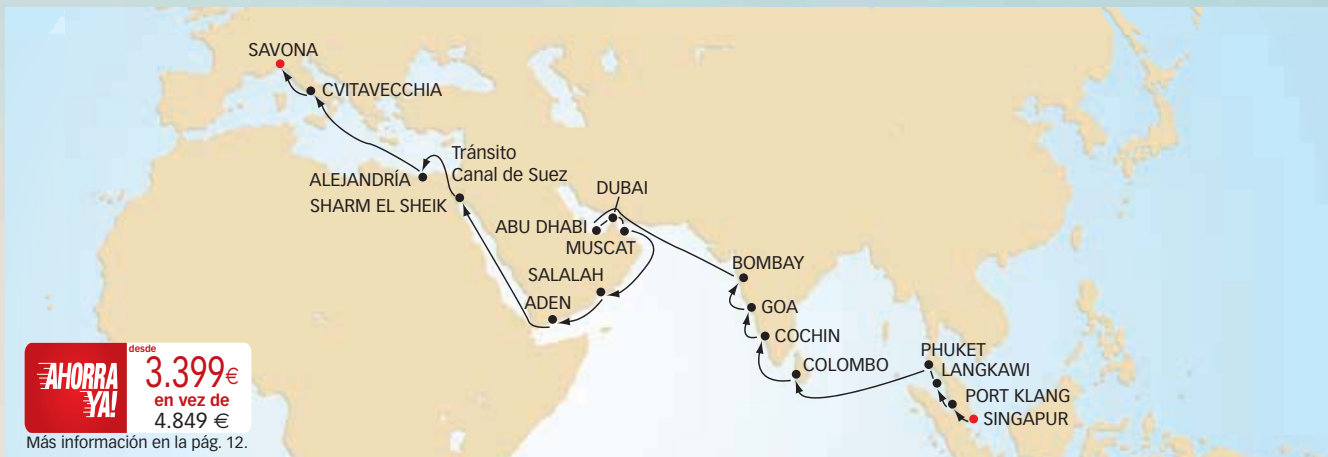 SAVONA
CVITAVECCHIA
Tránsito
Canal de Suez
ALEJANDRÍA
SHARM EL SHEIK
DUBAI
ABU DHABI
MUSCAT
SALALAH
ADEN
BOMBAY
GOA
COCHIN
COLOMBO
PHUKET
LANGKAWI
PORT KLANG
SINGAPUR
AHORRA
YA!
desde
3.399€
en vez de
4.849 €
Más información en la pág. 12.